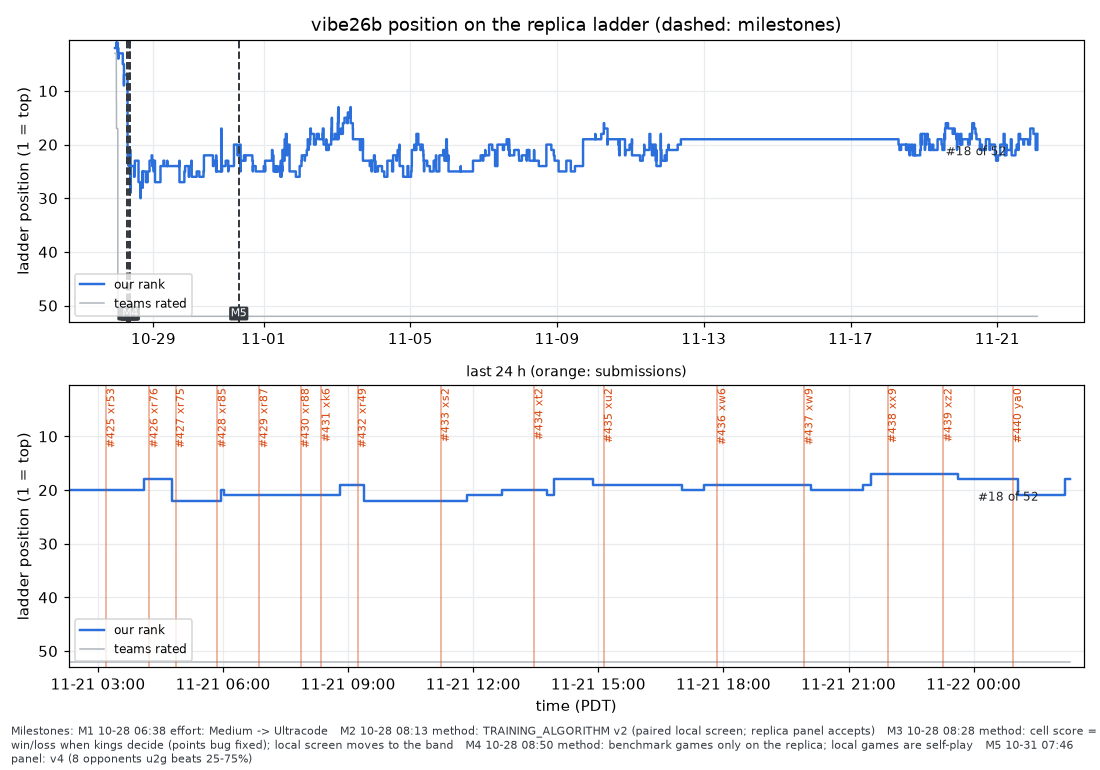 vibe26b position on the replica ladder (dashed: milestones)
ladder position (1 = top)
10
20
30
40
50
#18 of 52
our rank
teams rated
M4
M5
10-29
11-01
11-05
11-09
11-13
11-17
11-21
last 24 h (orange: submissions)
ladder position (1 = top)
10
20
30
40
50
#425 xr53
#426 xr76
#427 xr75
#428 xr85
#429 xr87
#430 xr88
#431 xk6
#432 xr49
#433 xs2
#434 xt2
#435 xu2
#436 xw6
#437 xw9
#438 xx9
#439 xz2
#440 ya0
#18 of 52
our rank
teams rated
11-21 03:00
11-21 06:00
11-21 09:00
11-21 12:00
11-21 15:00
11-21 18:00
11-21 21:00
11-22 00:00
time (PDT)
Milestones: M1 10-28 06:38 effort: Medium -> Ultracode M2 10-28 08:13 method: TRAINING_ALGORITHM v2 (paired local screen; replica panel accepts) M3 10-28 08:28 method: cell score =
win/loss when kings decide (points bug fixed); local screen moves to the band M4 10-28 08:50 method: benchmark games only on the replica; local games are self-play M5 10-31 07:46
panel: v4 (8 opponents u2g beats 25-75%)